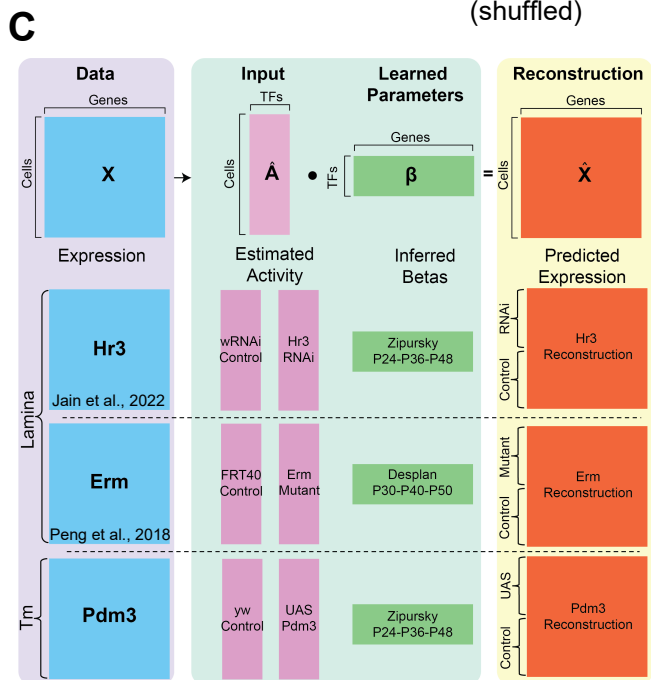 (shuffled)
C
Data
Input
Learned
Parameters
Reconstruction
Genes
Cells
X
TFs
Cells
Â
Genes
TFs
β
=
Genes
Cells
X̂
Expression
Estimated
Activity
Inferred
Betas
Predicted
Expression
Lamina
Hr3
Jain et al., 2022
wRNAi
Control
Hr3
RNAi
Zipursky
P24-P36-P48
RNAi
Control
Hr3
Reconstruction
Erm
Peng et al., 2018
FRT40
Control
Erm
Mutant
Desplan
P30-P40-P50
Mutant
Control
Erm
Reconstruction
Tm
Pdm3
yw
Control
UAS
Pdm3
Zipursky
P24-P36-P48
UAS
Control
Pdm3
Reconstruction